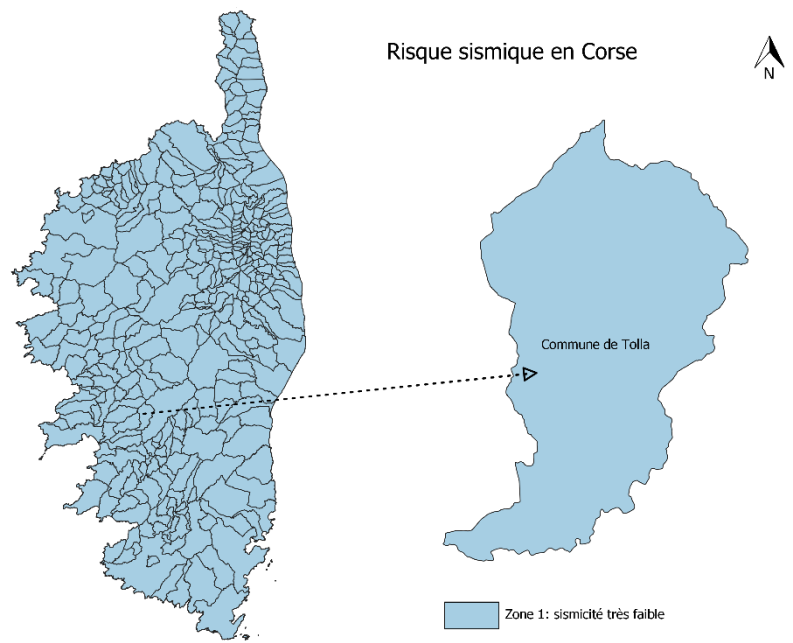 Risque sismique en Corse
N
Commune de Tolla
Zone 1: sismicité très faible